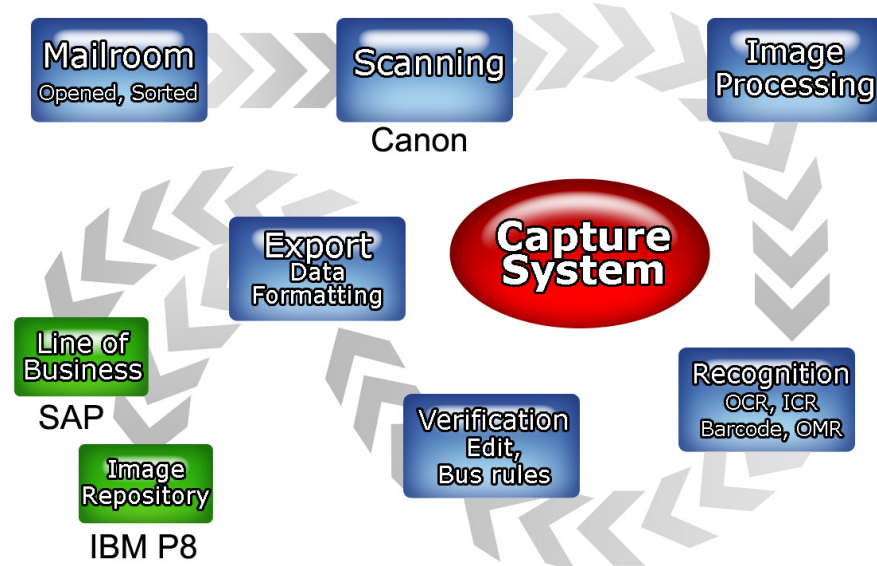 Mailroom
Opened, Sorted
Scanning
Canon
Image
Processing
Capture
System
Export
Data
Formatting
Line of
Business
SAP
Recognition
OCR, ICR
Barcode, OMR
Verification
Edit,
Bus rules
Image
Repository
IBM P8